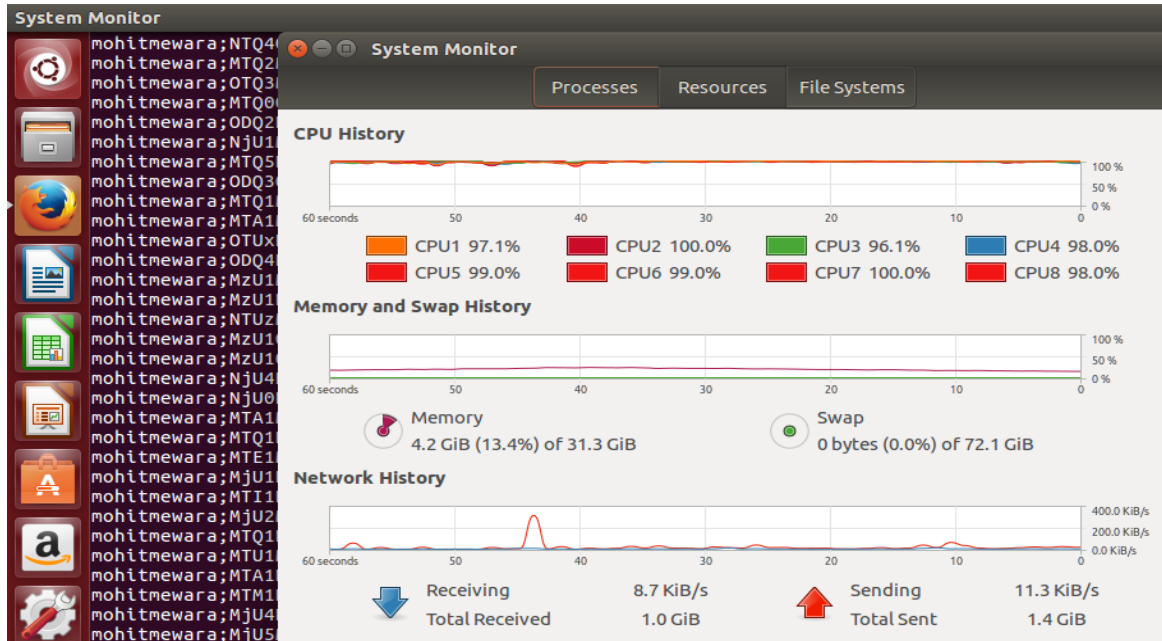 System Monitor
mohitmewara;NTQ4
mohitmewara;MTQ2
mohitmewara;OTQ3
mohitmewara;MTQ0
mohitmewara;ODQ2
mohitmewara;NjU1
mohitmewara;MTQ5
mohitmewara;ODQ3
mohitmewara;MTQ1
mohitmewara;MTA1
mohitmewara;OTUx
mohitmewara;ODQ4
mohitmewara;MzU1
mohitmewara;MzU1
mohitmewara;NTUz
mohitmewara;MzU1
mohitmewara;MzU1
mohitmewara;NjU4
mohitmewara;NjU0
mohitmewara;MTA1
mohitmewara;MTQ1
mohitmewara;MTE1
mohitmewara;MjU1
mohitmewara;MTI1
mohitmewara;MjU2
mohitmewara;MTQ1
mohitmewara;MTU1
mohitmewara;MTA1
mohitmewara;MTM1
mohitmewara;MjU4
mohitmewara;MjU5
a
System Monitor
Processes Resources File Systems
CPU History
100 %
50 %
0 %
60 seconds 50 40 30 20 10 0
CPU1 97.1% CPU2 100.0% CPU3 96.1% CPU4 98.0%
CPU5 99.0% CPU6 99.0% CPU7 100.0% CPU8 98.0%
Memory and Swap History
100 %
50 %
0 %
60 seconds 50 40 30 20 10 0
Memory Swap
4.2 GiB (13.4%) of 31.3 GiB 0 bytes (0.0%) of 72.1 GiB
Network History
400.0 KiB/s
200.0 KiB/s
0.0 KiB/s
60 seconds 50 40 30 20 10 0
Receiving 8.7 KiB/s Sending 11.3 KiB/s
Total Received 1.0 GiB Total Sent 1.4 GiB